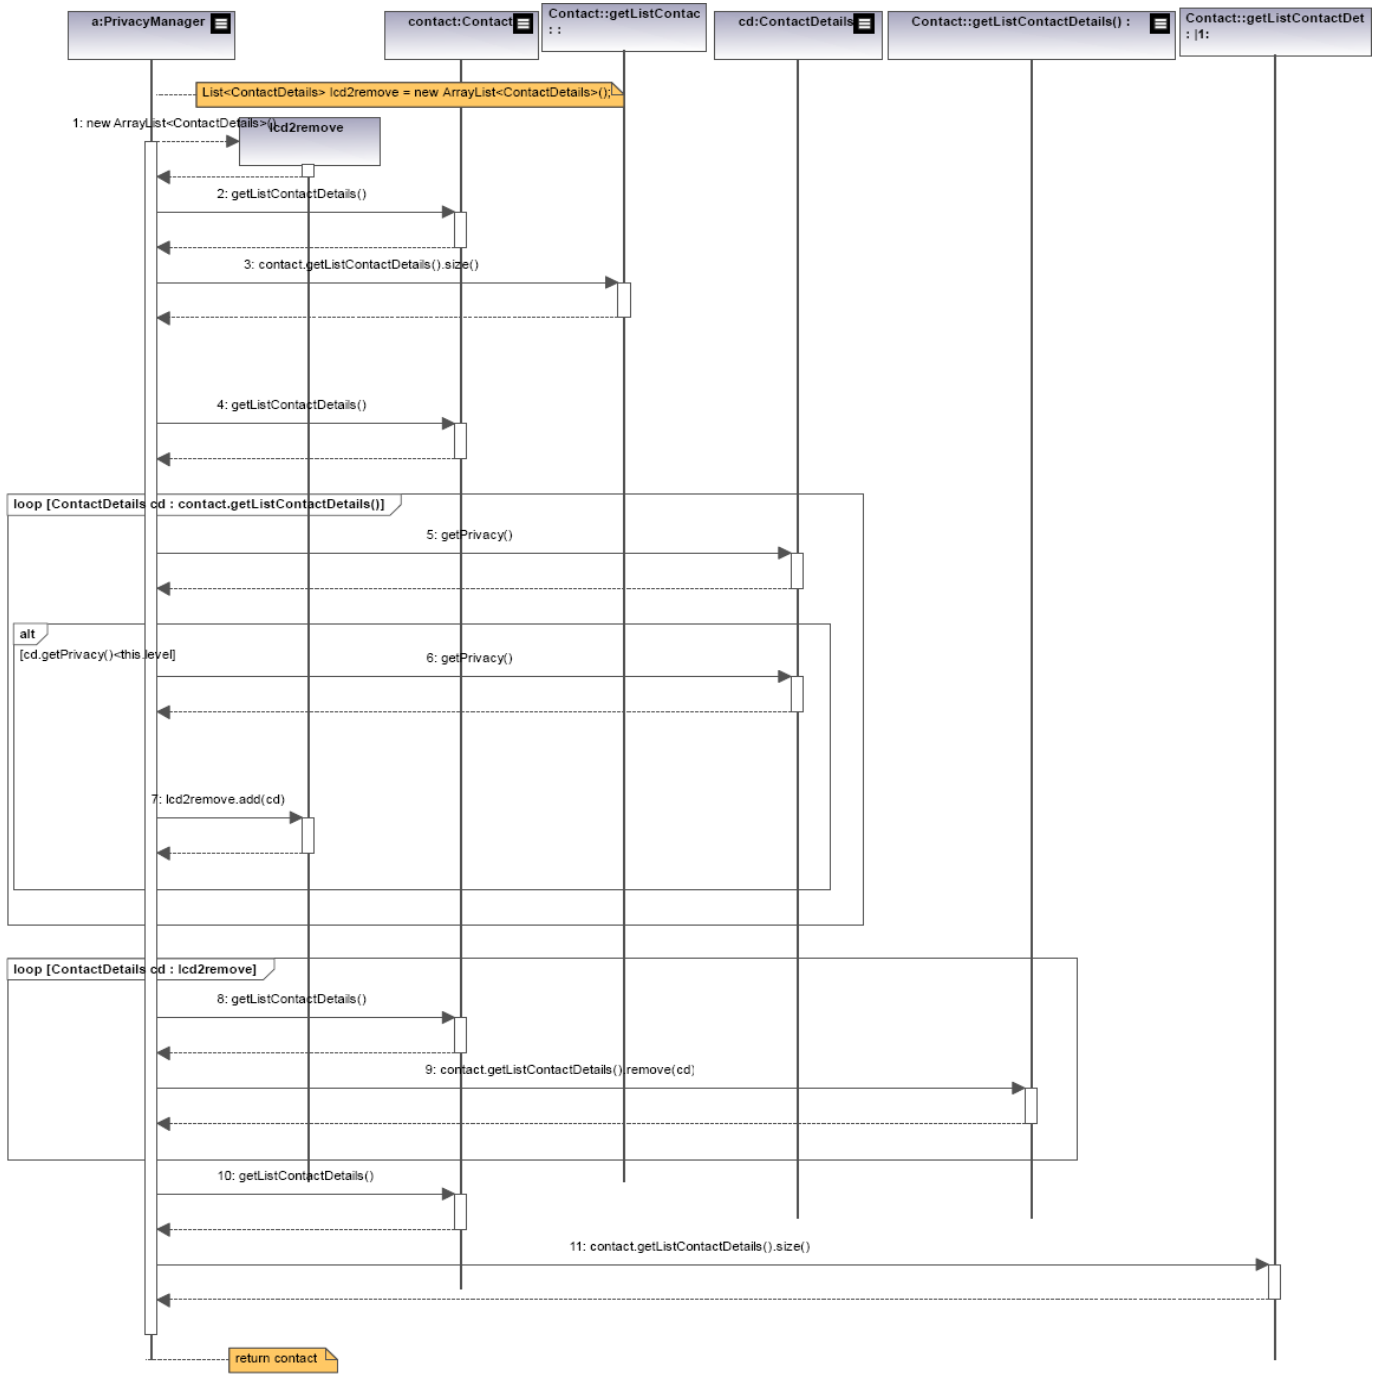 a:PrivacyManager
contact:Contact
Contact::getListContac
: :
cd:ContactDetails
Contact::getListContactDetails() :
Contact::getListContactDet
: |1:
List<ContactDetails> lcd2remove = new ArrayList<ContactDetails>();
1: new ArrayList<ContactDetails>()
lcd2remove
2: getListContactDetails()
3: contact.getListContactDetails().size()
4: getListContactDetails()
loop [ContactDetails cd : contact.getListContactDetails()]
5: getPrivacy()
alt
[cd.getPrivacy()<this.level]
6: getPrivacy()
7: lcd2remove.add(cd)
loop [ContactDetails cd : lcd2remove]
8: getListContactDetails()
9: contact.getListContactDetails().remove(cd)
10: getListContactDetails()
11: contact.getListContactDetails().size()
return contact